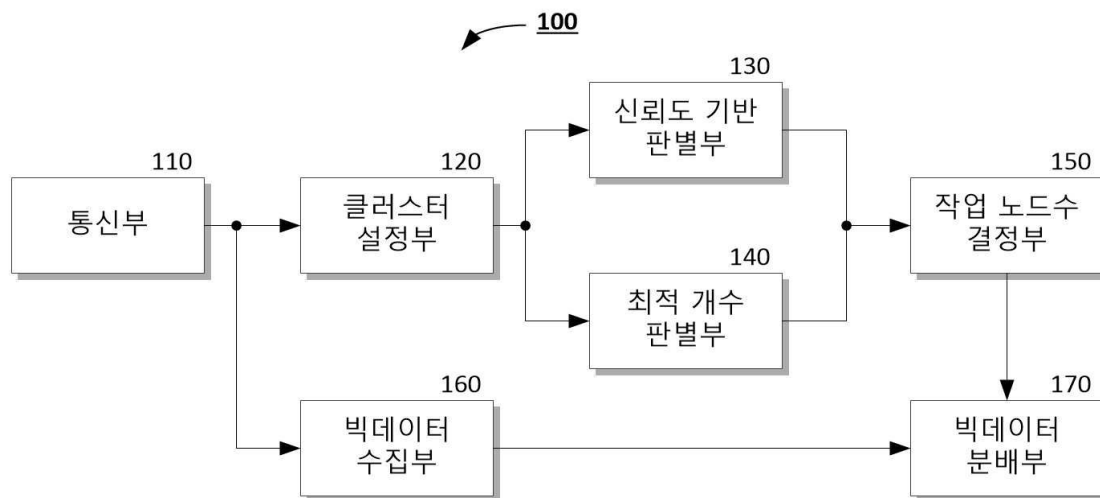 100
130
신뢰도 기반
판별부
110
통신부
120
클러스터
설정부
150
작업 노드수
결정부
140
최적 개수
판별부
160
빅데이터
수집부
170
빅데이터
분배부